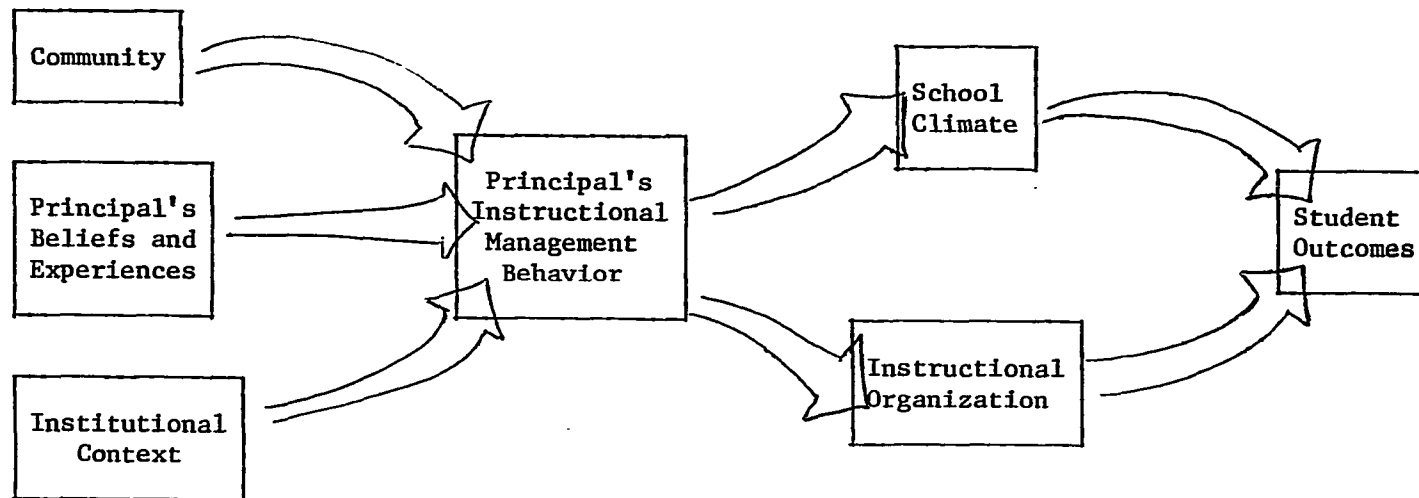 Community
Principal's
Beliefs and
Experiences
Institutional
Context
Principal's
Instructional
Management
Behavior
School
Climate
Instructional
Organization
Student
Outcomes